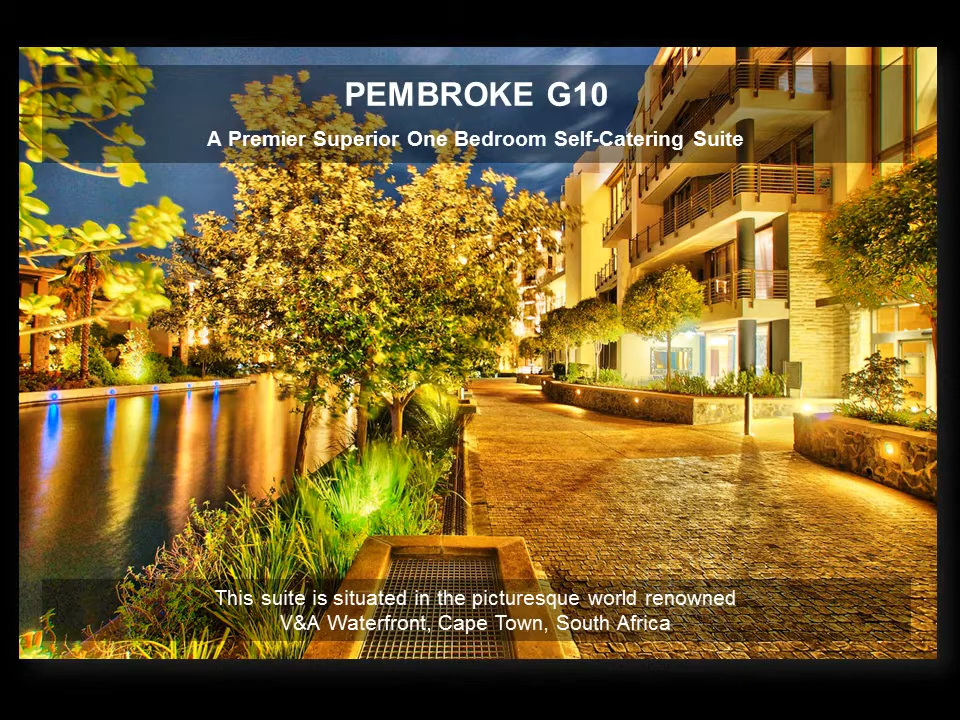 PEMBROKE G10
A Premier Superior One Bedroom Self-Catering Suite
This suite is situated in the picturesque world renowned
V&A Waterfront, Cape Town, South Africa